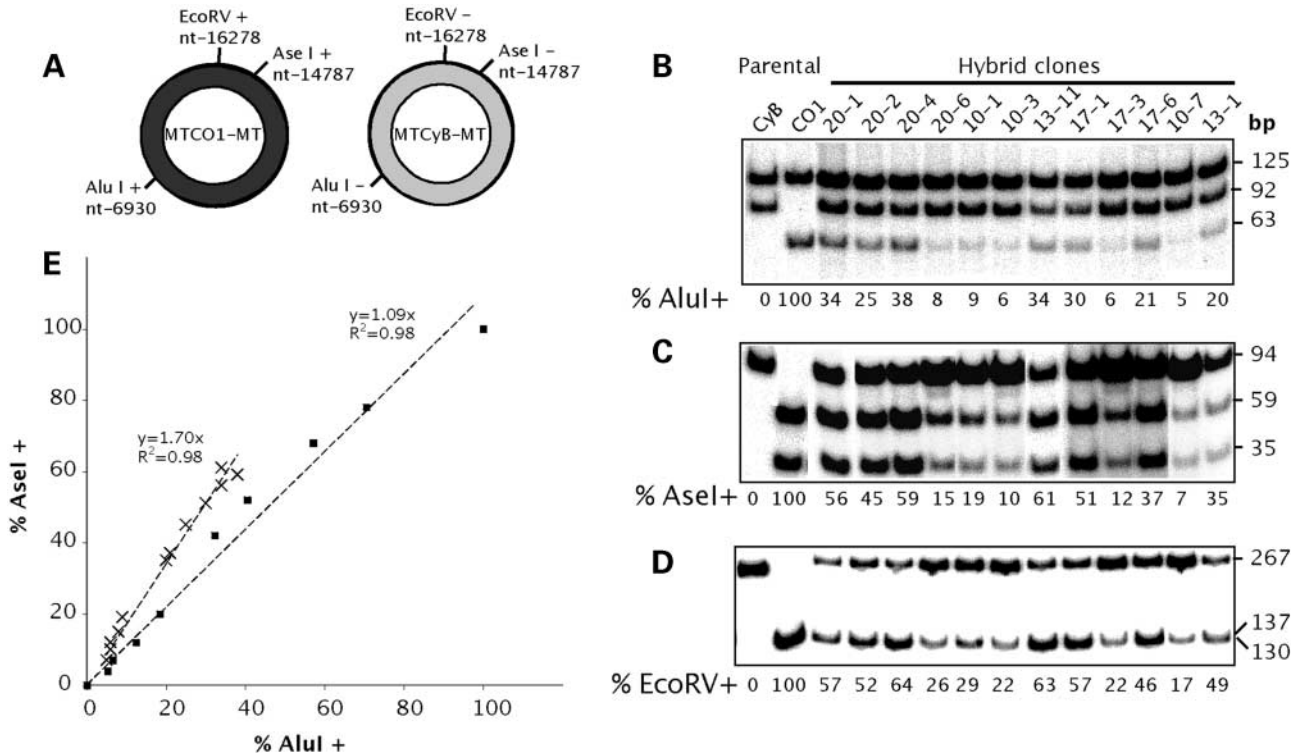 A
EcoRV +
nt-16278
Ase I +
nt-14787
MTCO1-MT
Alu I +
nt-6930
EcoRV -
nt-16278
Ase I -
nt-14787
MTCyB-MT
Alu I -
nt-6930
B
Parental
Hybrid clones
CyB CO1 20-1 20-2 20-4 20-6 10-1 10-3 13-11 17-1 17-3 17-6 10-7 13-1 bp
125
92
63
% AluI+ 0 100 34 25 38 8 9 6 34 30 6 21 5 20
C
94
59
35
% AseI+ 0 100 56 45 59 15 19 10 61 51 12 37 7 35
D
267
137
130
% EcoRV+ 0 100 57 52 64 26 29 22 63 57 22 46 17 49
E
% AseI +
100
80
60
40
20
0
y=1.70x
R²=0.98
y=1.09x
R²=0.98
0 20 40 60 80 100
% AluI +